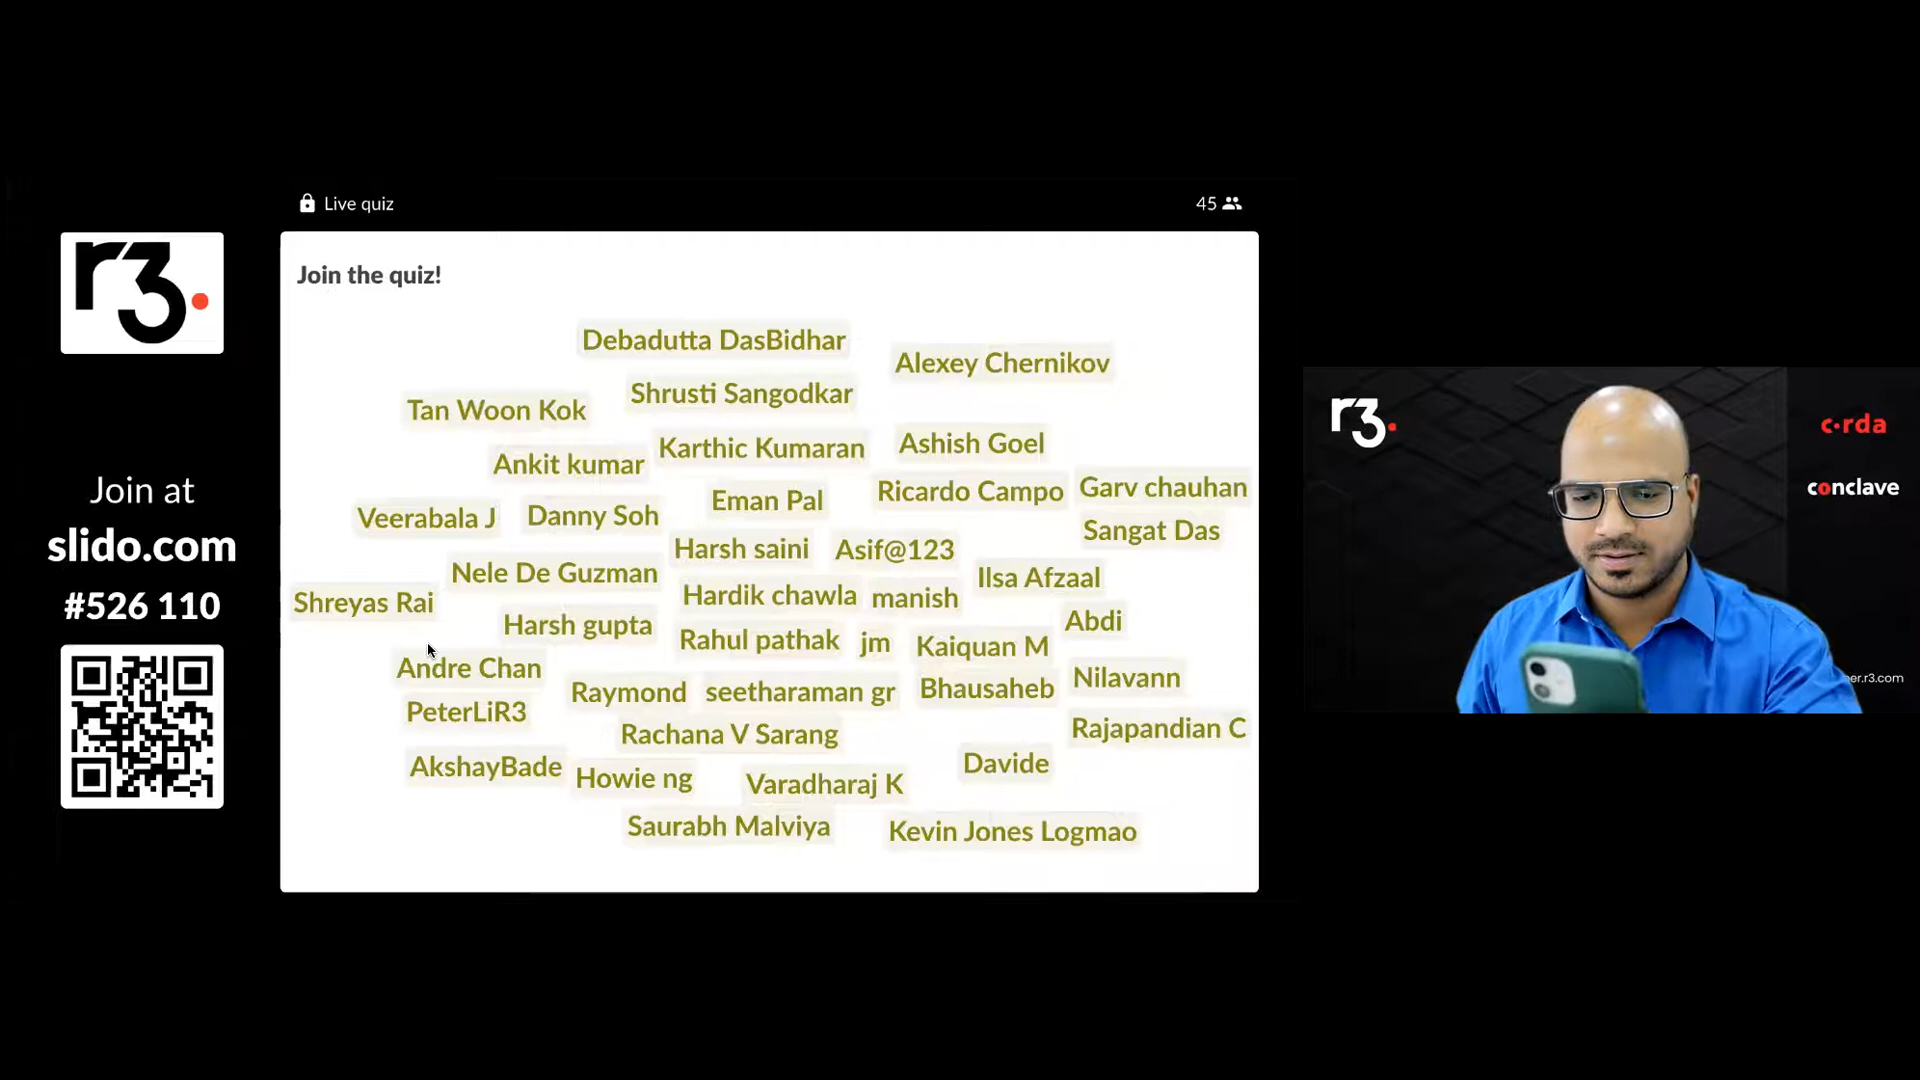 Live quiz
45
r3.
Join at
slido.com
#526 110
Join the quiz!
Debadutta DasBidhar
Alexey Chernikov
Shrusti Sangodkar
Tan Woon Kok
Ashish Goel
Karthic Kumaran
Ankit kumar
Garv chauhan
Ricardo Campo
Eman Pal
Danny Soh
Veerabala J
Sangat Das
Harsh saini
Asif@123
Nele De Guzman
Ilsa Afzaal
Hardik chawla
manish
Shreyas Rai
Abdi
Harsh gupta
Rahul pathak
jm
Kaiquan M
Andre Chan
Nilavann
Bhausaheb
Raymond
seetharaman gr
PeterLiR3
Rajapandian C
Rachana V Sarang
Davide
AkshayBade
Howie ng
Varadharaj K
Saurabh Malviya
Kevin Jones Logmao
r3.
c·rda
conclave
er.r3.com